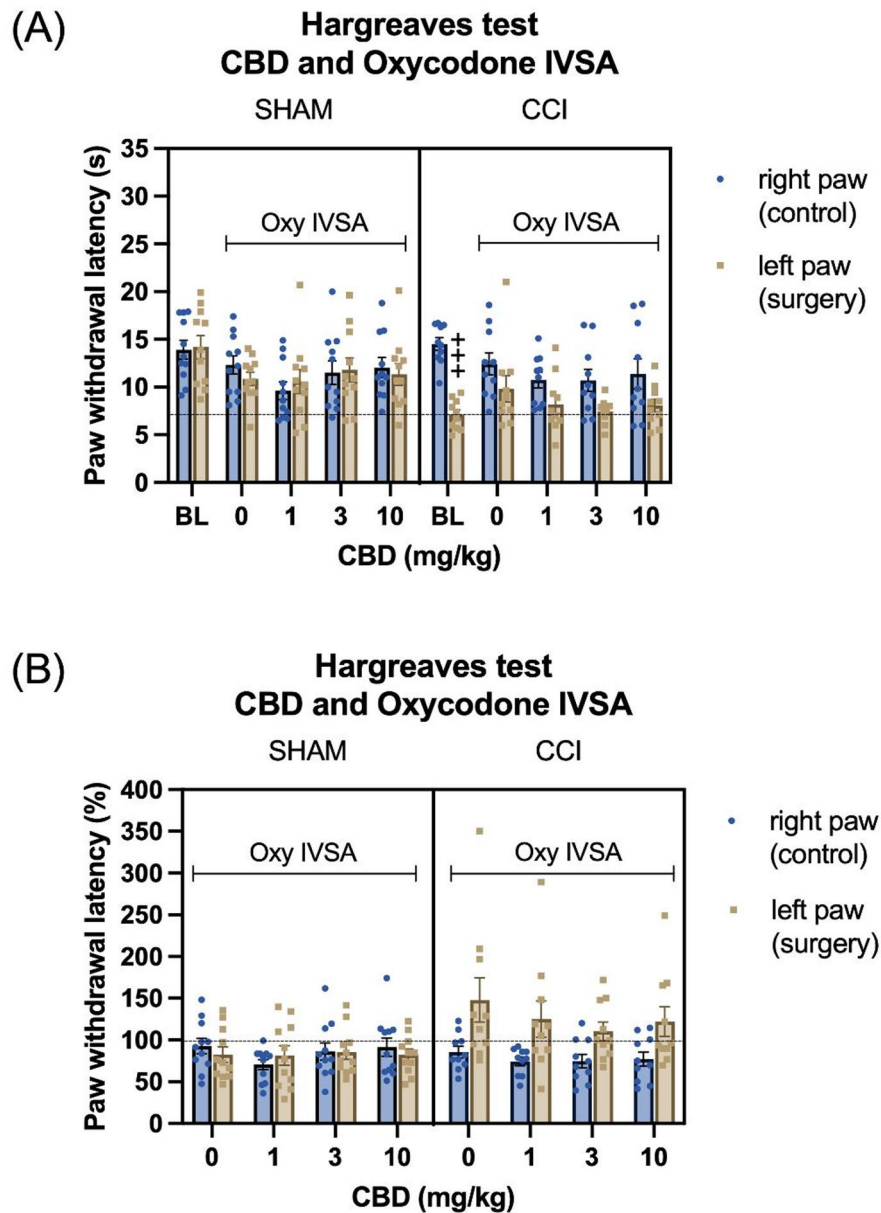 (A)
Hargreaves test
CBD and Oxycodone IVSA
SHAM CCI
Paw withdrawal latency (s)
35
30
25
20
15
10
5
0
Oxy IVSA Oxy IVSA
+++
BL 0 1 3 10 BL 0 1 3 10
CBD (mg/kg)
right paw
(control)
left paw
(surgery)
(B)
Hargreaves test
CBD and Oxycodone IVSA
SHAM CCI
Paw withdrawal latency (%)
400
350
300
250
200
150
100
50
0
Oxy IVSA Oxy IVSA
0 1 3 10 0 1 3 10
CBD (mg/kg)
right paw
(control)
left paw
(surgery)